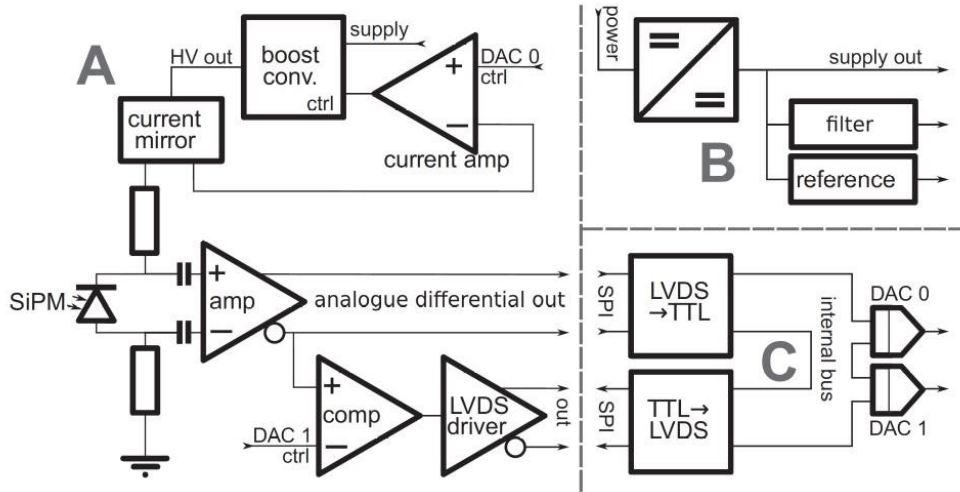 A
HV out
boost
conv.
ctrl
supply
DAC 0
ctrl
+
−
current amp
current
mirror
SiPM
+
amp
−
analogue differential out
+
comp
−
DAC 1
ctrl
LVDS
driver
out
power
supply out
filter
reference
B
SPI
LVDS
→TTL
SPI
TTL→
LVDS
C
internal bus
DAC 0
DAC 1